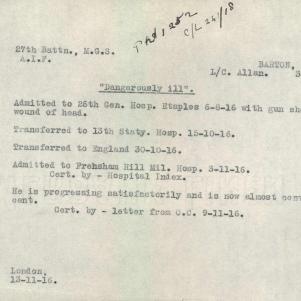 27th Battn., M.G.S.
A.I.F.
BARTON,
L/C. Allan. 3
"Dangerously ill".
Admitted to 26th Gen. Hosp. Etaples 6-8-16 with gun sh
wound of head.
Transferred to 13th Staty. Hosp. 15-10-16.
Transferred to England 30-10-16.
Admitted to Frensham Hill Mil. Hosp. 3-11-16.
Cert. by - Hospital Index.
He is progressing satisfactorily and is now almost conv
cent.
Cert. by - letter from O.C. 9-11-16.
London,
13-11-16.